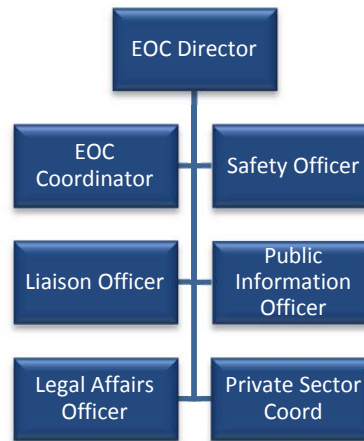 EOC Director
EOC
Coordinator
Safety Officer
Liaison Officer
Public
Information
Officer
Legal Affairs
Officer
Private Sector
Coord